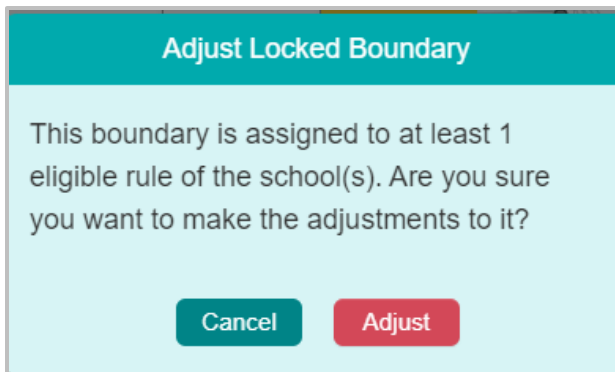 Adjust Locked Boundary
This boundary is assigned to at least 1
eligible rule of the school(s). Are you sure
you want to make the adjustments to it?
Cancel
Adjust